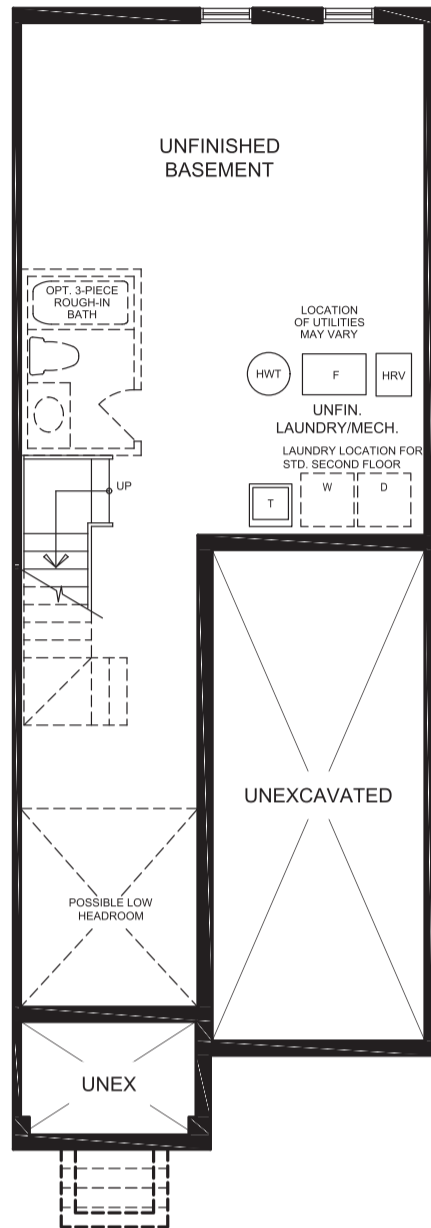 UNFINISHED
BASEMENT
OPT. 3-PIECE
ROUGH-IN
BATH
LOCATION
OF UTILITIES
MAY VARY
HWT
F
HRV
UNFIN.
LAUNDRY/MECH.
LAUNDRY LOCATION FOR
STD. SECOND FLOOR
UP
T
W
D
UNEXCAVATED
POSSIBLE LOW
HEADROOM
UNEX